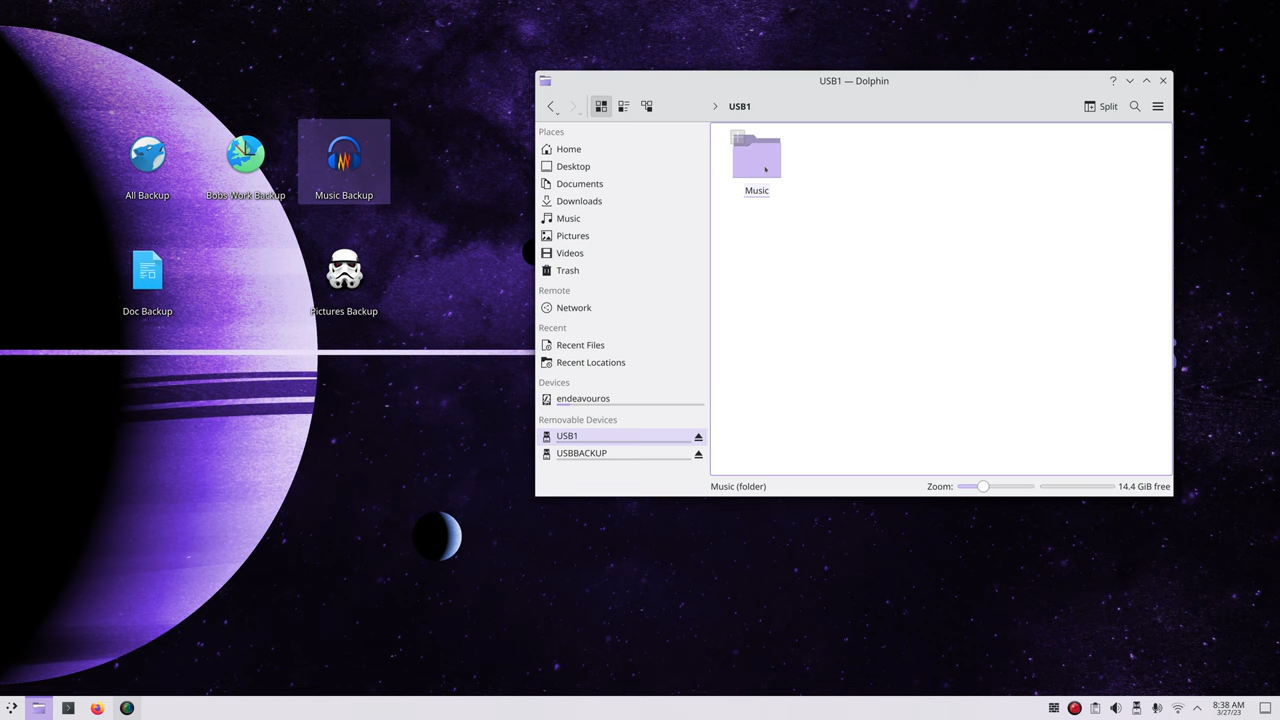 USB1 — Dolphin
USB1
Split
Places
Home
Desktop
Documents
Downloads
Music
Pictures
Videos
Trash
Remote
Network
Recent
Recent Files
Recent Locations
Devices
endeavouros
Removable Devices
USB1
USBBACKUP
Music
Music (folder)
Zoom:
14.4 GiB free
All Backup
Bobs Work Backup
Music Backup
Doc Backup
Pictures Backup
8:38 AM
3/27/23